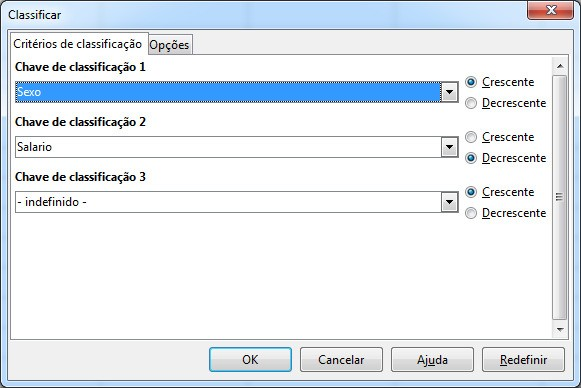 Classificar
Critérios de classificação Opções
Chave de classificação 1
Sexo
Crescente
Decrescente
Chave de classificação 2
Salario
Crescente
Decrescente
Chave de classificação 3
- indefinido -
Crescente
Decrescente
OK Cancelar Ajuda Redefinir